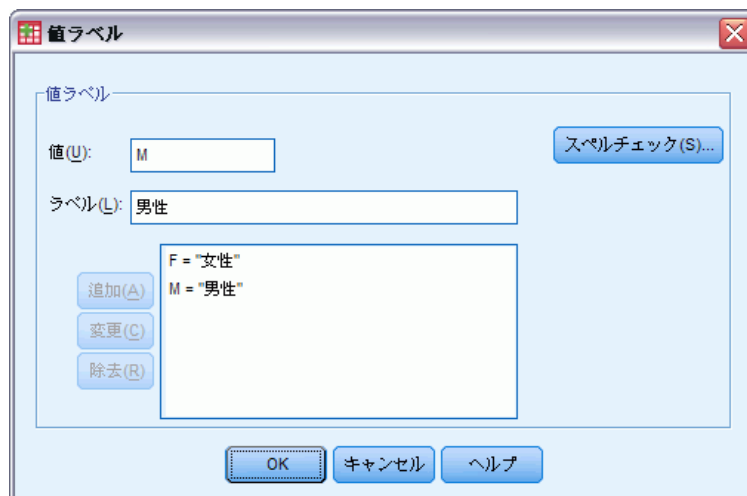 値ラベル
値ラベル
値(U): M
スペルチェック(S)...
ラベル(L): 男性
F = "女性"
M = "男性"
追加(A)
変更(C)
除去(R)
OK キャンセル ヘルプ